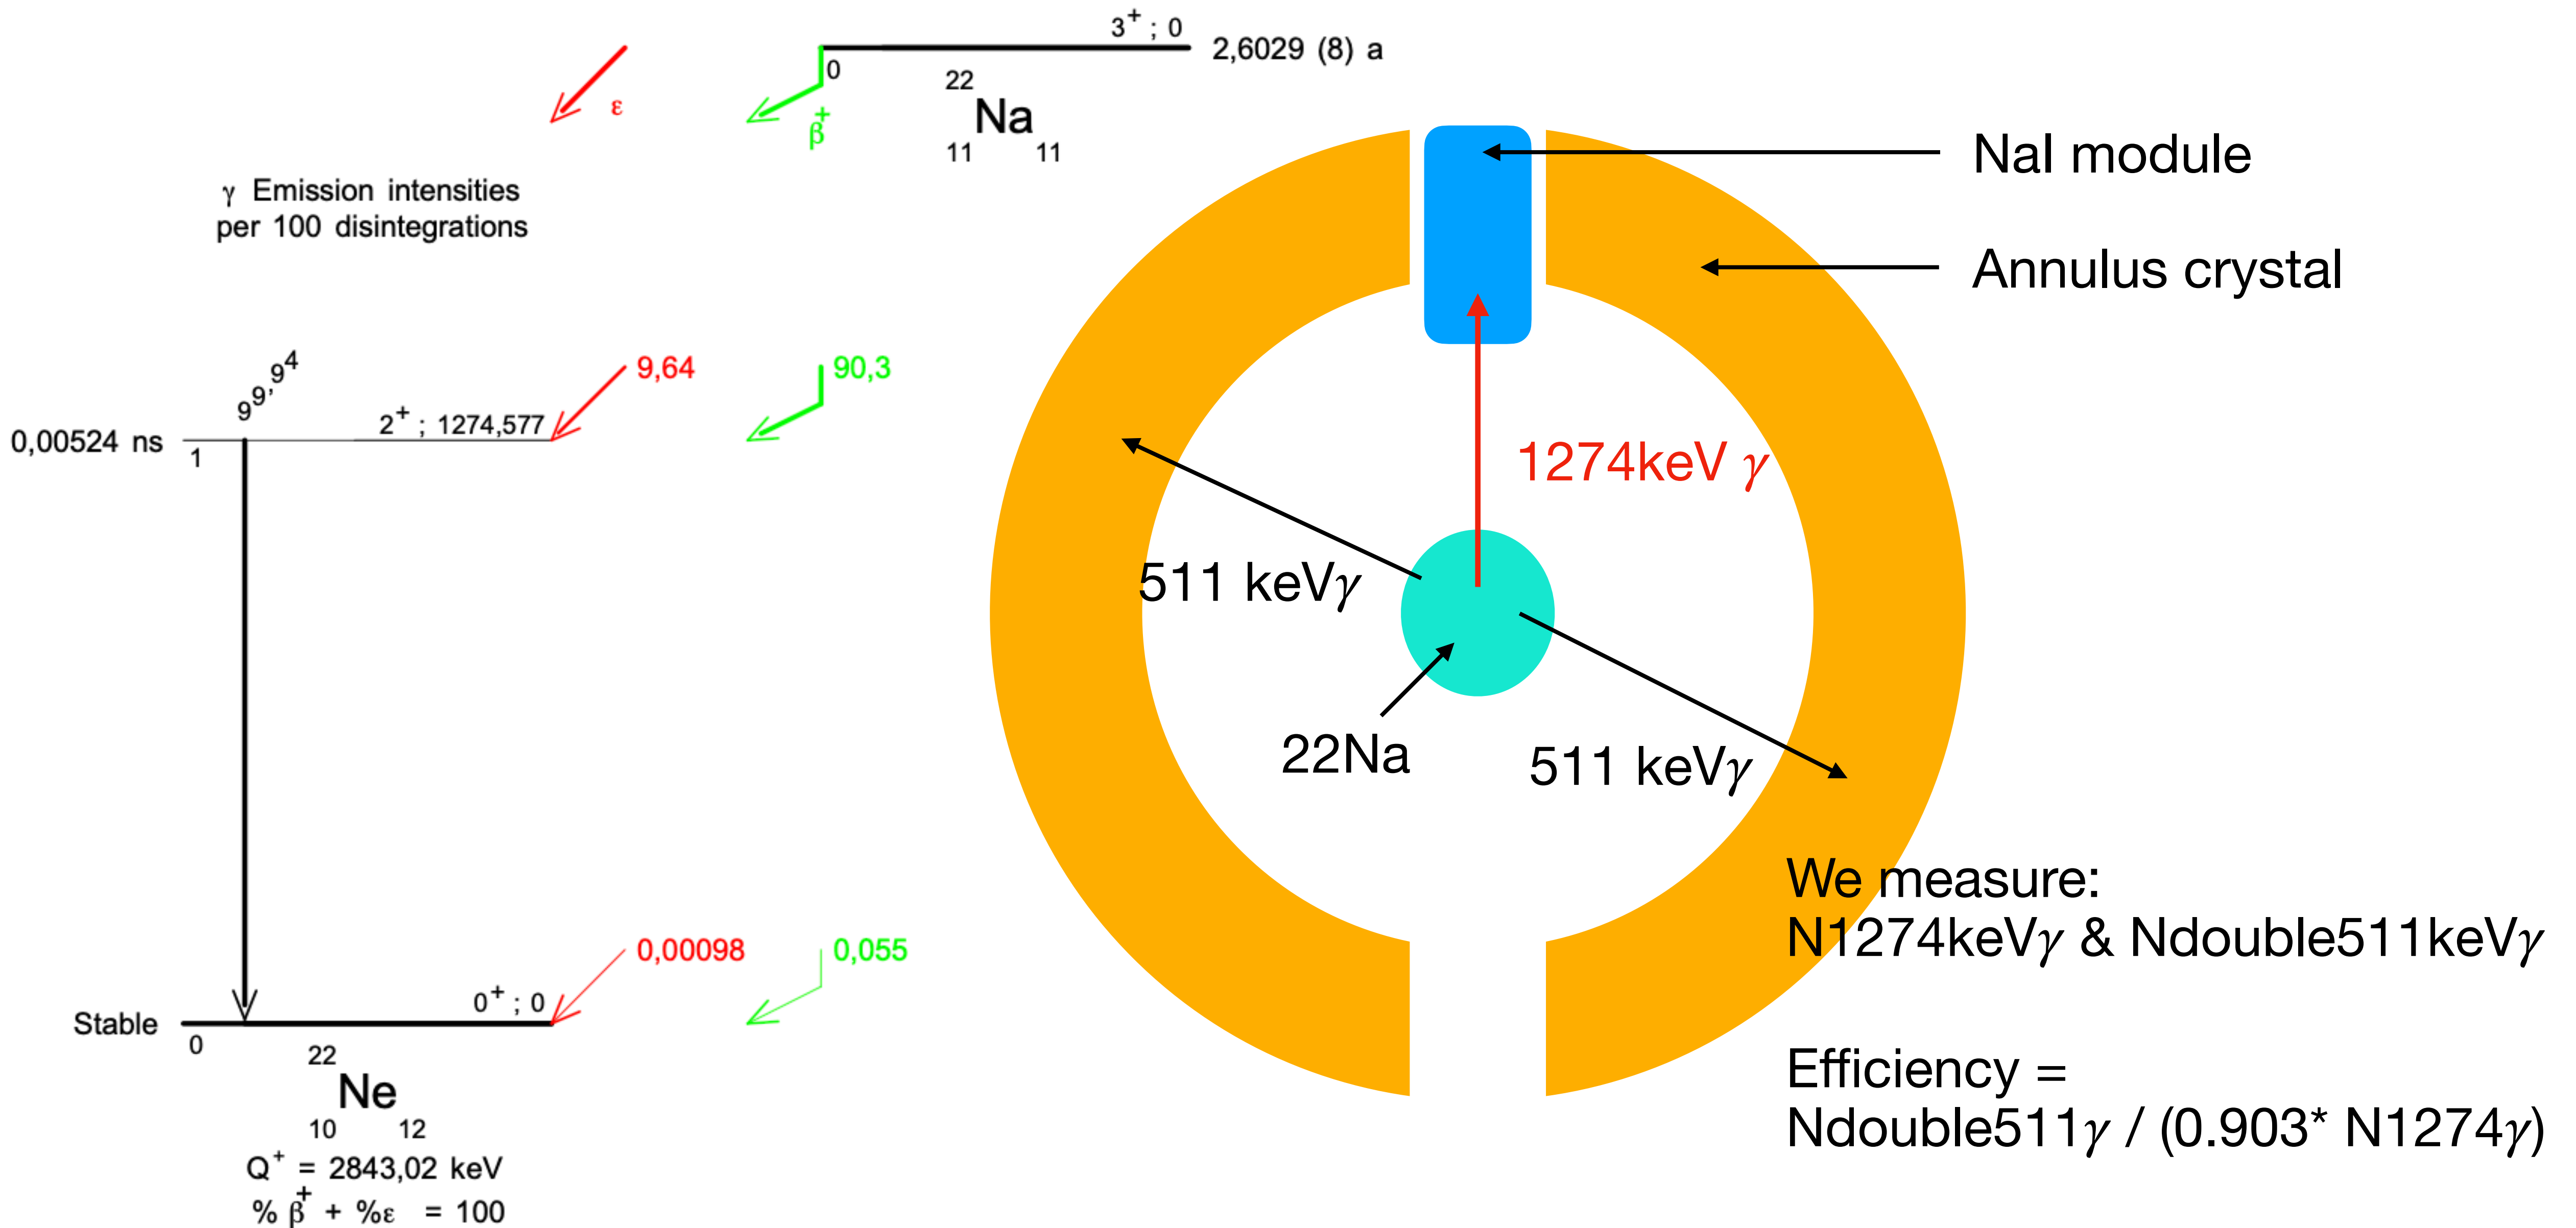 3+ ; 0
2,6029 (8) a
0
22
Na
11 11
ε
β+
γ Emission intensities
per 100 disintegrations
99,94
9,64
90,3
0,00524 ns
1
2+ ; 1274,577
0,00098
0,055
Stable
0
0+ ; 0
22
Ne
10 12
Q+ = 2843,02 keV
% β+ + %ε = 100
NaI module
Annulus crystal
1274keV γ
511 keVγ
22Na
511 keVγ
We measure:
N1274keVγ & Ndouble511keVγ
Efficiency =
Ndouble511γ / (0.903* N1274γ)